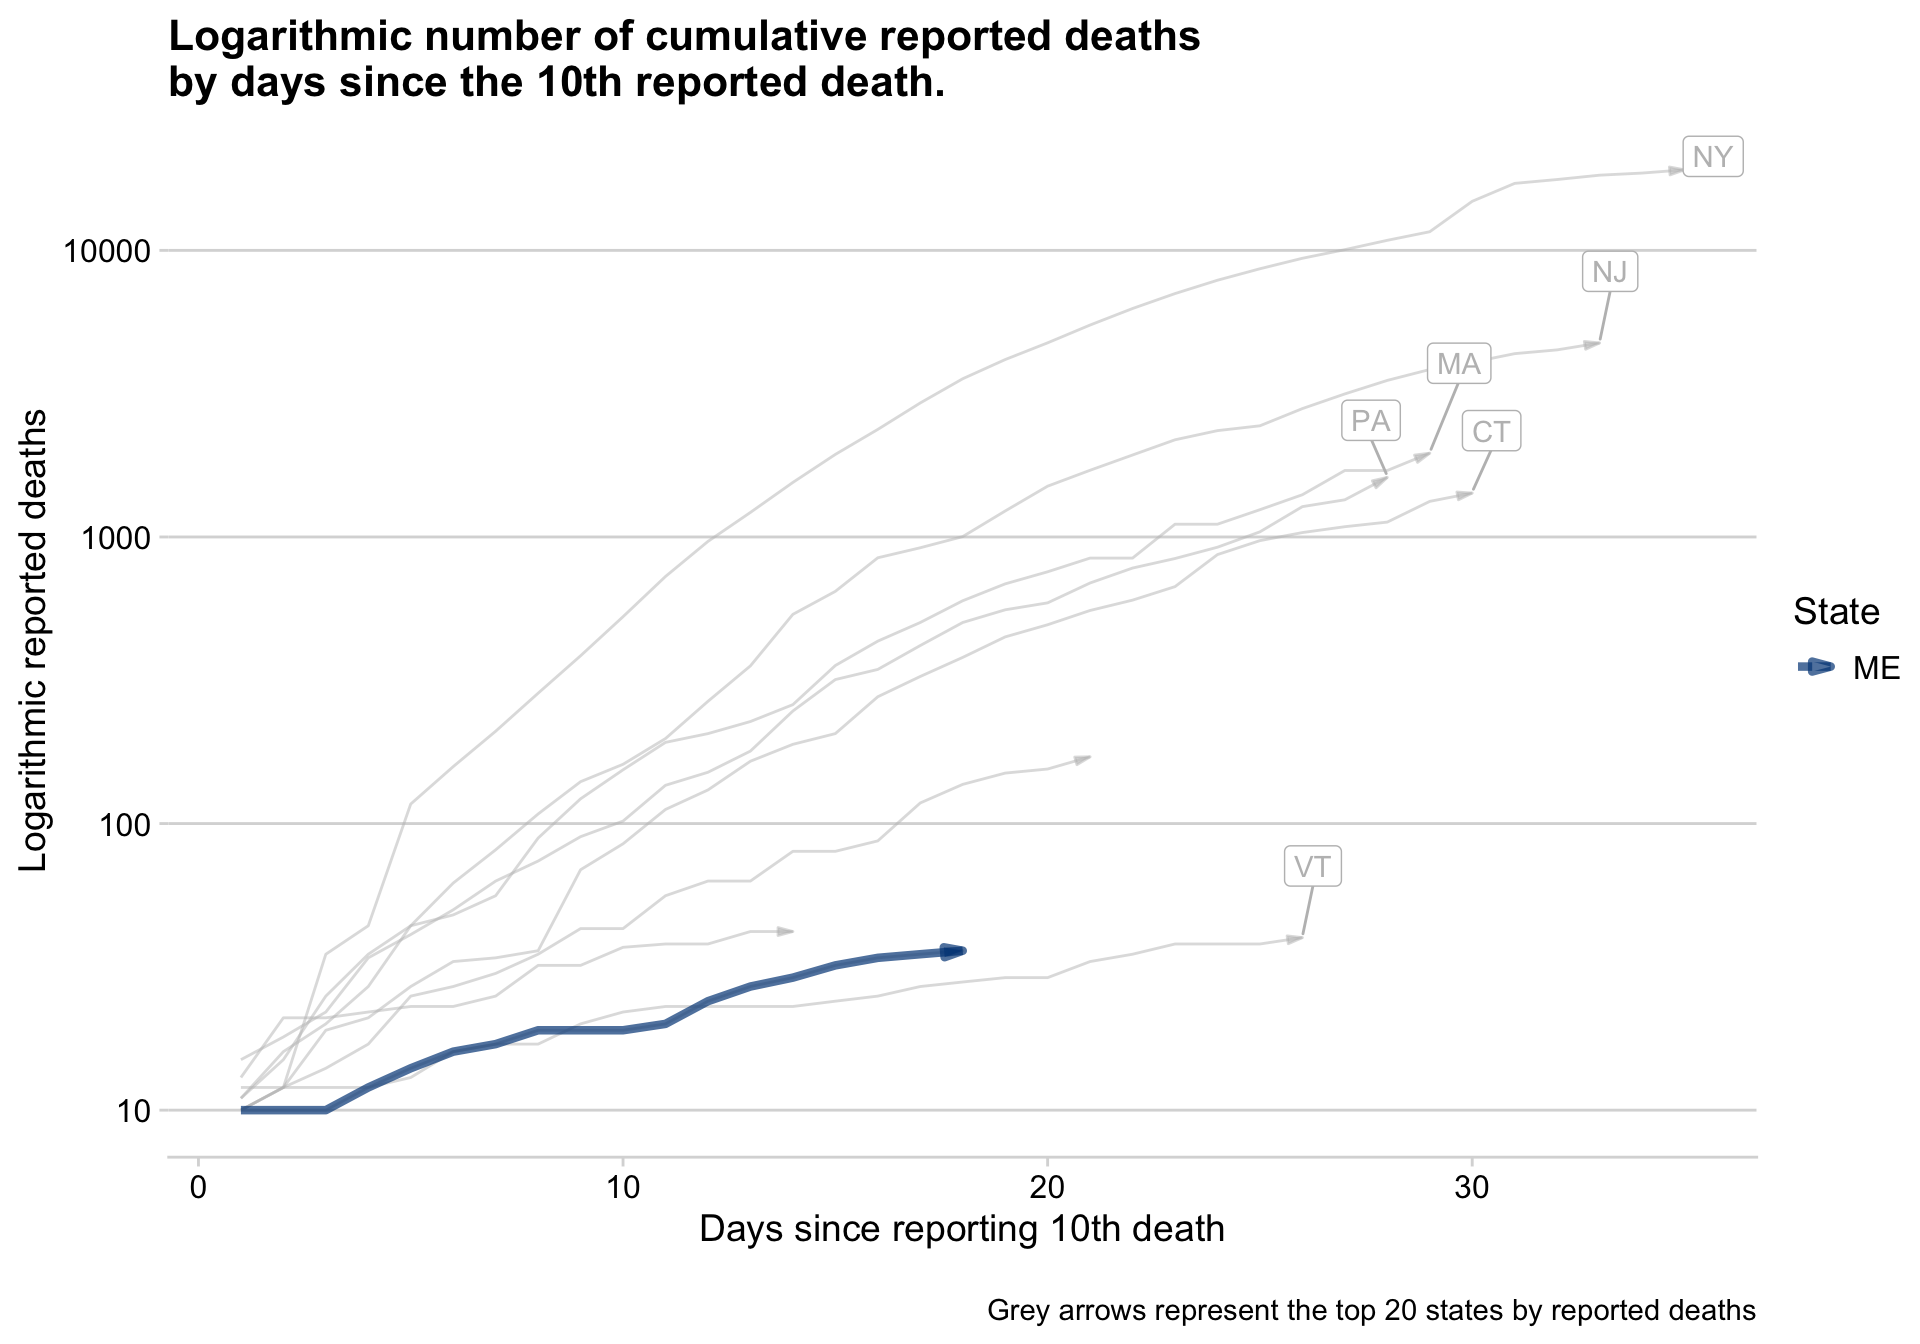 Logarithmic number of cumulative reported deaths
by days since the 10th reported death.
NY
10000
NJ
MA
PA
CT
Logarithmic reported deaths
1000
State
ME
100
VT
10
0 10 20 30
Days since reporting 10th death
Grey arrows represent the top 20 states by reported deaths